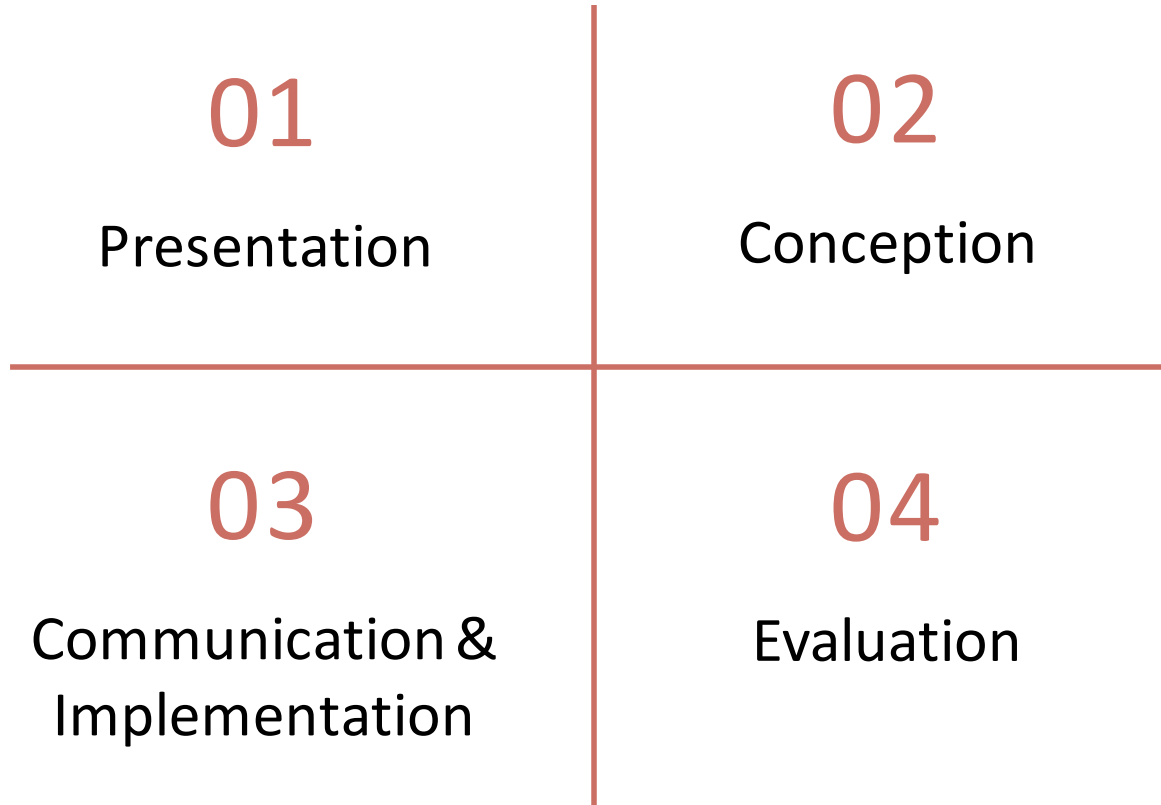 01
Presentation
02
Conception
03
Communication &
Implementation
04
Evaluation